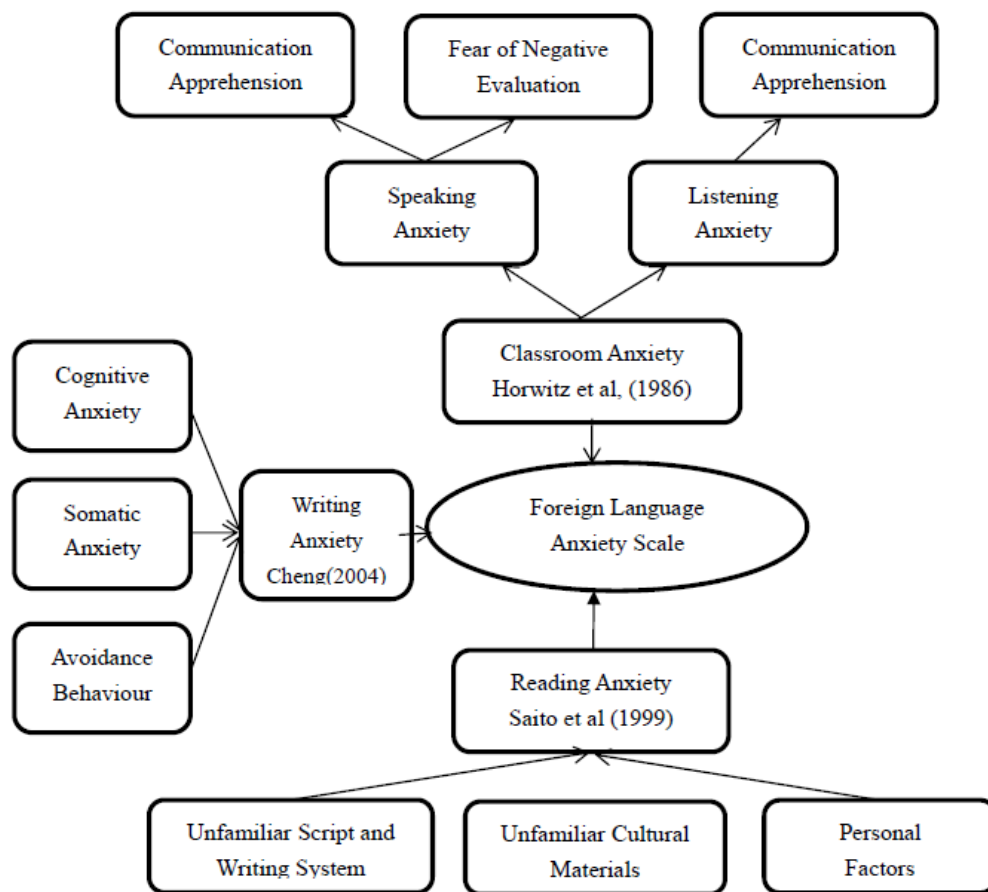 Communication
Apprehension
Fear of Negative
Evaluation
Communication
Apprehension
Speaking
Anxiety
Listening
Anxiety
Classroom Anxiety
Horwitz et al, (1986)
Cognitive
Anxiety
Somatic
Anxiety
Avoidance
Behaviour
Writing
Anxiety
Cheng(2004)
Foreign Language
Anxiety Scale
Reading Anxiety
Saito et al (1999)
Unfamiliar Script and
Writing System
Unfamiliar Cultural
Materials
Personal
Factors